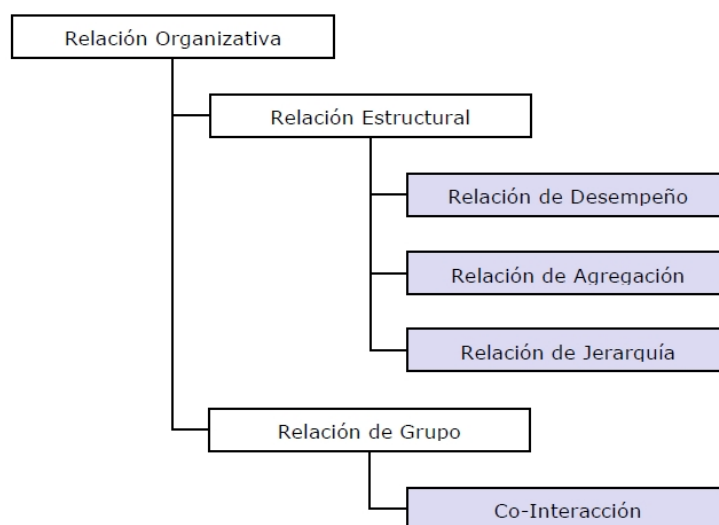 Relación Organizativa
Relación Estructural
Relación de Desempeño
Relación de Agregación
Relación de Jerarquía
Relación de Grupo
Co-Interacción